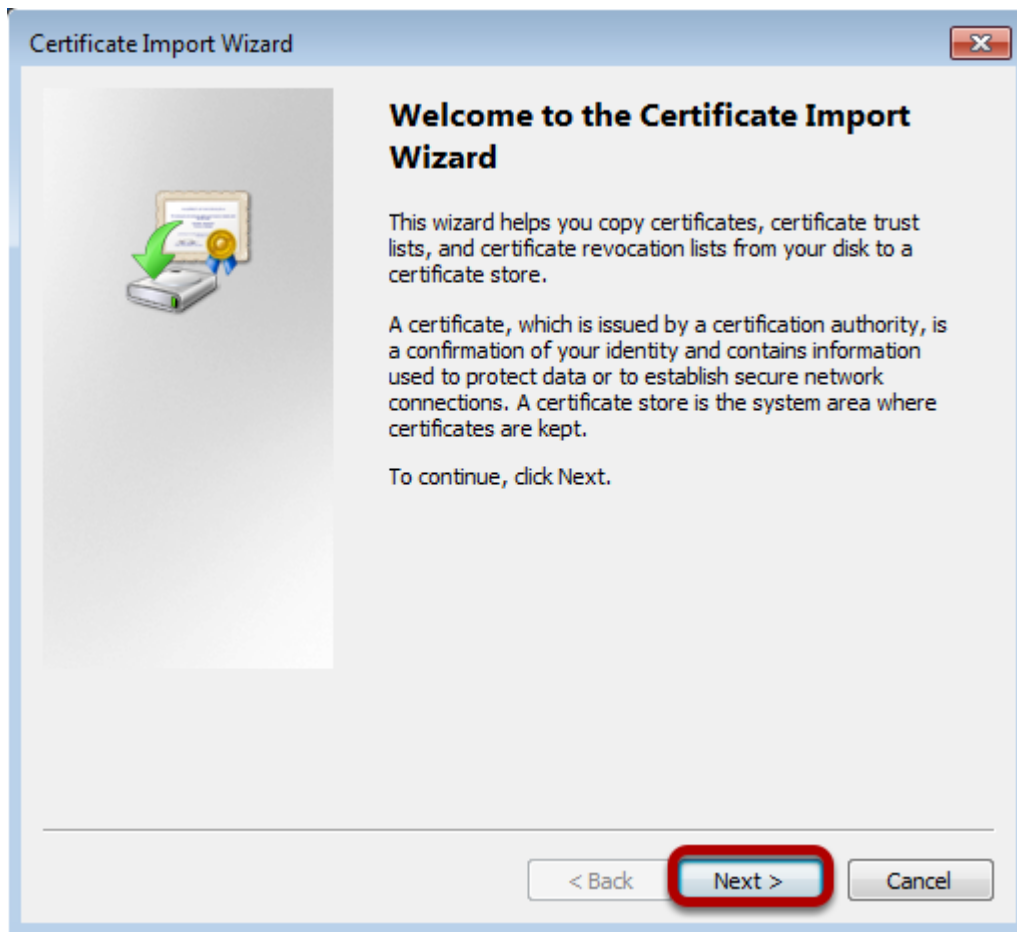 Certificate Import Wizard
Welcome to the Certificate Import
Wizard
This wizard helps you copy certificates, certificate trust
lists, and certificate revocation lists from your disk to a
certificate store.
A certificate, which is issued by a certification authority, is
a confirmation of your identity and contains information
used to protect data or to establish secure network
connections. A certificate store is the system area where
certificates are kept.
To continue, click Next.
< Back
Next >
Cancel